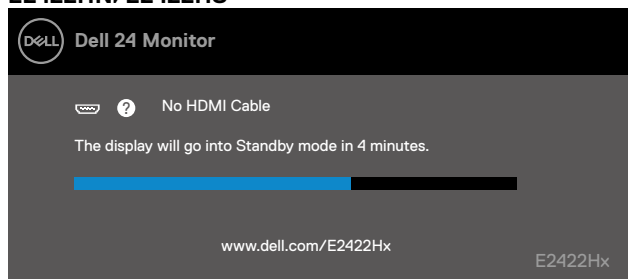 E2422HN/E2422HS
DELL Dell 24 Monitor
? No HDMI Cable
The display will go into Standby mode in 4 minutes.
www.dell.com/E2422Hx
E2422Hx